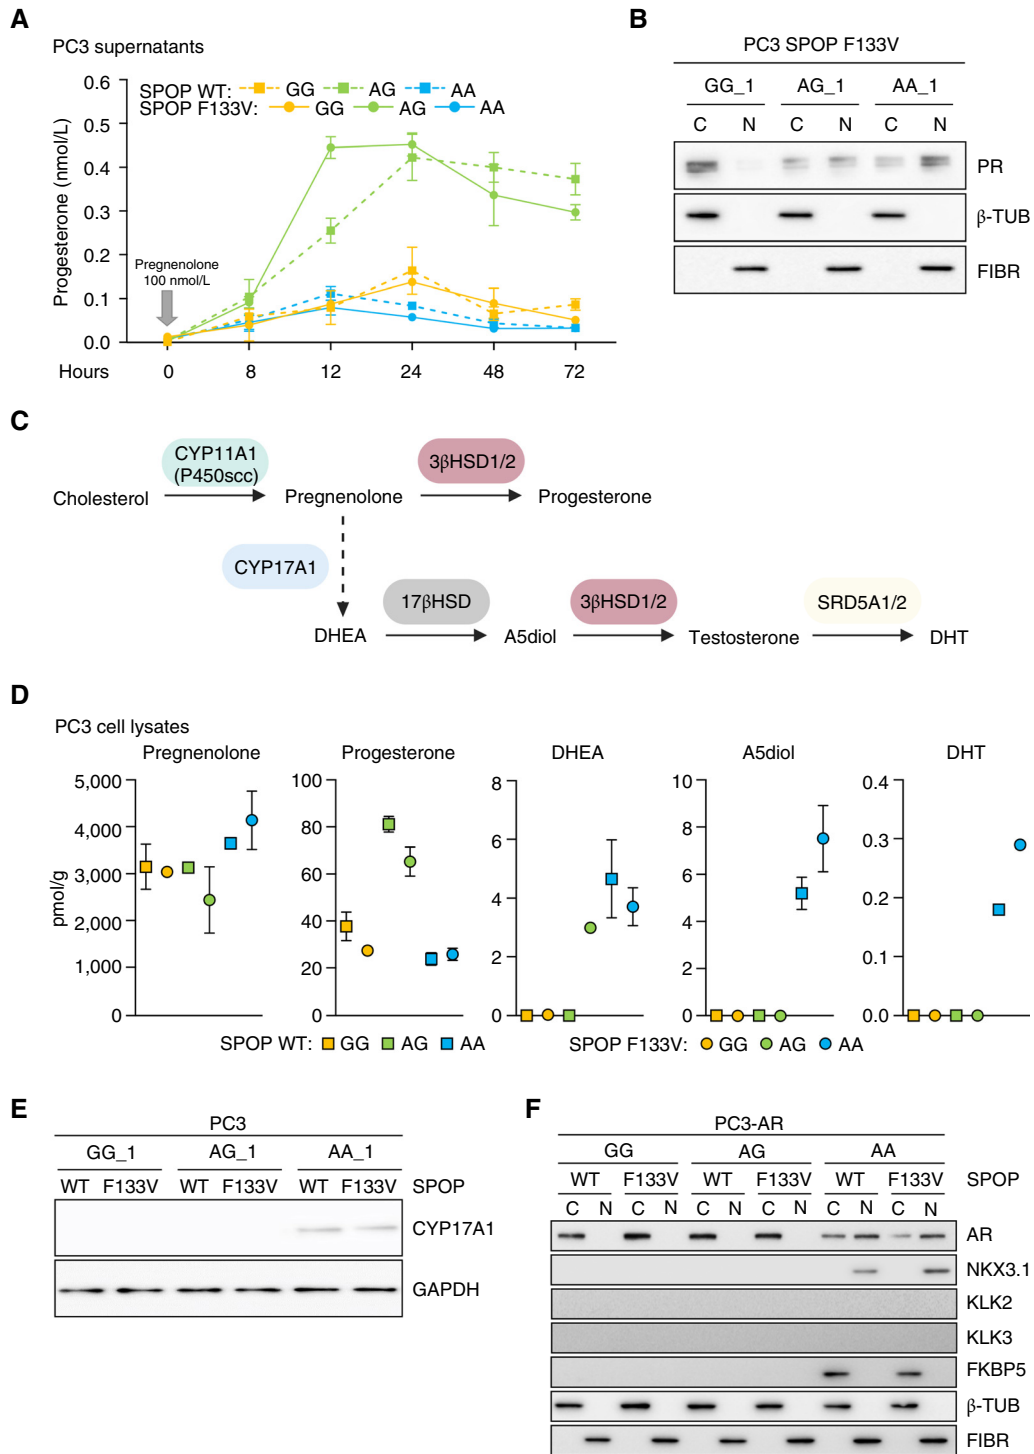 A
PC3 supernatants
Progesterone (nmol/L)
0.6
0.5
0.4
0.3
0.2
0.1
0.0
SPOP WT: GG AG AA
SPOP F133V: GG AG AA
Pregnenolone
100 nmol/L
Hours 0 8 12 24 48 72
B
PC3 SPOP F133V
GG_1 AG_1 AA_1
C N C N C N
PR
β-TUB
FIBR
C
CYP11A1
(P450scc)
3βHSD1/2
Cholesterol Pregnenolone Progesterone
CYP17A1
17βHSD 3βHSD1/2 SRD5A1/2
DHEA A5diol Testosterone DHT
D
PC3 cell lysates
Pregnenolone Progesterone DHEA A5diol DHT
pmol/g
5,000
4,000
3,000
2,000
1,000
0
100
80
60
40
20
0
8
6
4
2
0
10
8
6
4
2
0
0.4
0.3
0.2
0.1
0.0
SPOP WT: GG AG AA SPOP F133V: GG AG AA
E
PC3
GG_1 AG_1 AA_1
WT F133V WT F133V WT F133V SPOP
CYP17A1
GAPDH
F
PC3-AR
GG AG AA
WT F133V WT F133V WT F133V SPOP
C N C N C N C N C N C N
AR
NKX3.1
KLK2
KLK3
FKBP5
β-TUB
FIBR